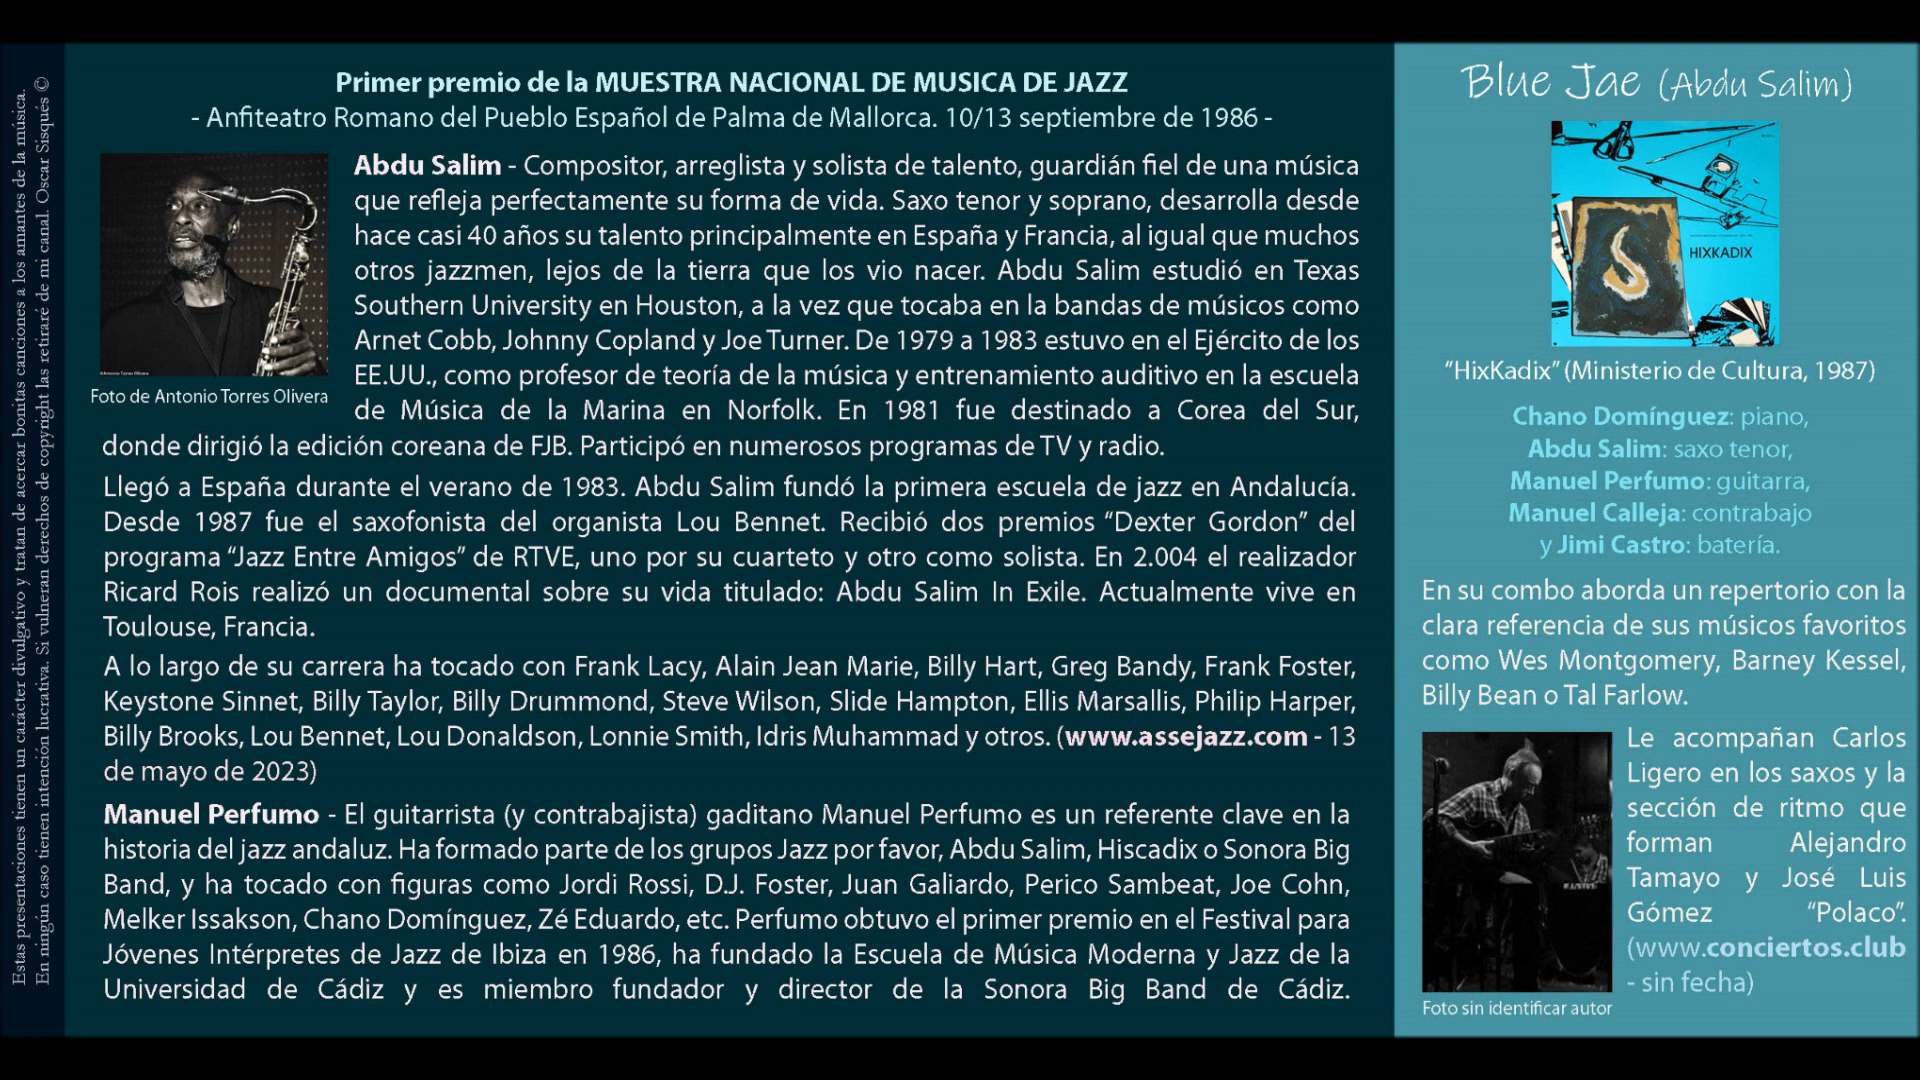 Estas presentaciones tienen un carácter divulgativo y tratan de acercar bonitas canciones a los amantes de la música.
En ningún caso tienen intención lucrativa. Si vulneran derechos de copyright las retiraré de mi canal. Oscar Sisqués ©
Primer premio de la MUESTRA NACIONAL DE MUSICA DE JAZZ
- Anfiteatro Romano del Pueblo Español de Palma de Mallorca. 10/13 septiembre de 1986 -
Abdu Salim - Compositor, arreglista y solista de talento, guardián fiel de una música
que refleja perfectamente su forma de vida. Saxo tenor y soprano, desarrolla desde
hace casi 40 años su talento principalmente en España y Francia, al igual que muchos
otros jazzmen, lejos de la tierra que los vio nacer. Abdu Salim estudió en Texas
Southern University en Houston, a la vez que tocaba en la bandas de músicos como
Arnet Cobb, Johnny Copland y Joe Turner. De 1979 a 1983 estuvo en el Ejército de los
EE.UU., como profesor de teoría de la música y entrenamiento auditivo en la escuela
de Música de la Marina en Norfolk. En 1981 fue destinado a Corea del Sur,
donde dirigió la edición coreana de FJB. Participó en numerosos programas de TV y radio.
Foto de Antonio Torres Olivera
Llegó a España durante el verano de 1983. Abdu Salim fundó la primera escuela de jazz en Andalucía.
Desde 1987 fue el saxofonista del organista Lou Bennet. Recibió dos premios “Dexter Gordon” del
programa “Jazz Entre Amigos” de RTVE, uno por su cuarteto y otro como solista. En 2.004 el realizador
Ricard Rois realizó un documental sobre su vida titulado: Abdu Salim In Exile. Actualmente vive en
Toulouse, Francia.
A lo largo de su carrera ha tocado con Frank Lacy, Alain Jean Marie, Billy Hart, Greg Bandy, Frank Foster,
Keystone Sinnet, Billy Taylor, Billy Drummond, Steve Wilson, Slide Hampton, Ellis Marsallis, Philip Harper,
Billy Brooks, Lou Bennet, Lou Donaldson, Lonnie Smith, Idris Muhammad y otros. (www.assejazz.com - 13
de mayo de 2023)
Manuel Perfumo - El guitarrista (y contrabajista) gaditano Manuel Perfumo es un referente clave en la
historia del jazz andaluz. Ha formado parte de los grupos Jazz por favor, Abdu Salim, Hiscadix o Sonora Big
Band, y ha tocado con figuras como Jordi Rossi, D.J. Foster, Juan Galiardo, Perico Sambeat, Joe Cohn,
Melker Issakson, Chano Domínguez, Zé Eduardo, etc. Perfumo obtuvo el primer premio en el Festival para
Jóvenes Intérpretes de Jazz de Ibiza en 1986, ha fundado la Escuela de Música Moderna y Jazz de la
Universidad de Cádiz y es miembro fundador y director de la Sonora Big Band de Cádiz.
Blue Jae (Abdu Salim)
HIXKADIX
“HixKadix” (Ministerio de Cultura, 1987)
Chano Domínguez: piano,
Abdu Salim: saxo tenor,
Manuel Perfumo: guitarra,
Manuel Calleja: contrabajo
y Jimi Castro: batería.
En su combo aborda un repertorio con la
clara referencia de sus músicos favoritos
como Wes Montgomery, Barney Kessel,
Billy Bean o Tal Farlow.
Le acompañan Carlos
Ligero en los saxos y la
sección de ritmo que
forman Alejandro
Tamayo y José Luis
Gómez “Polaco”.
(www.conciertos.club
- sin fecha)
Foto sin identificar autor